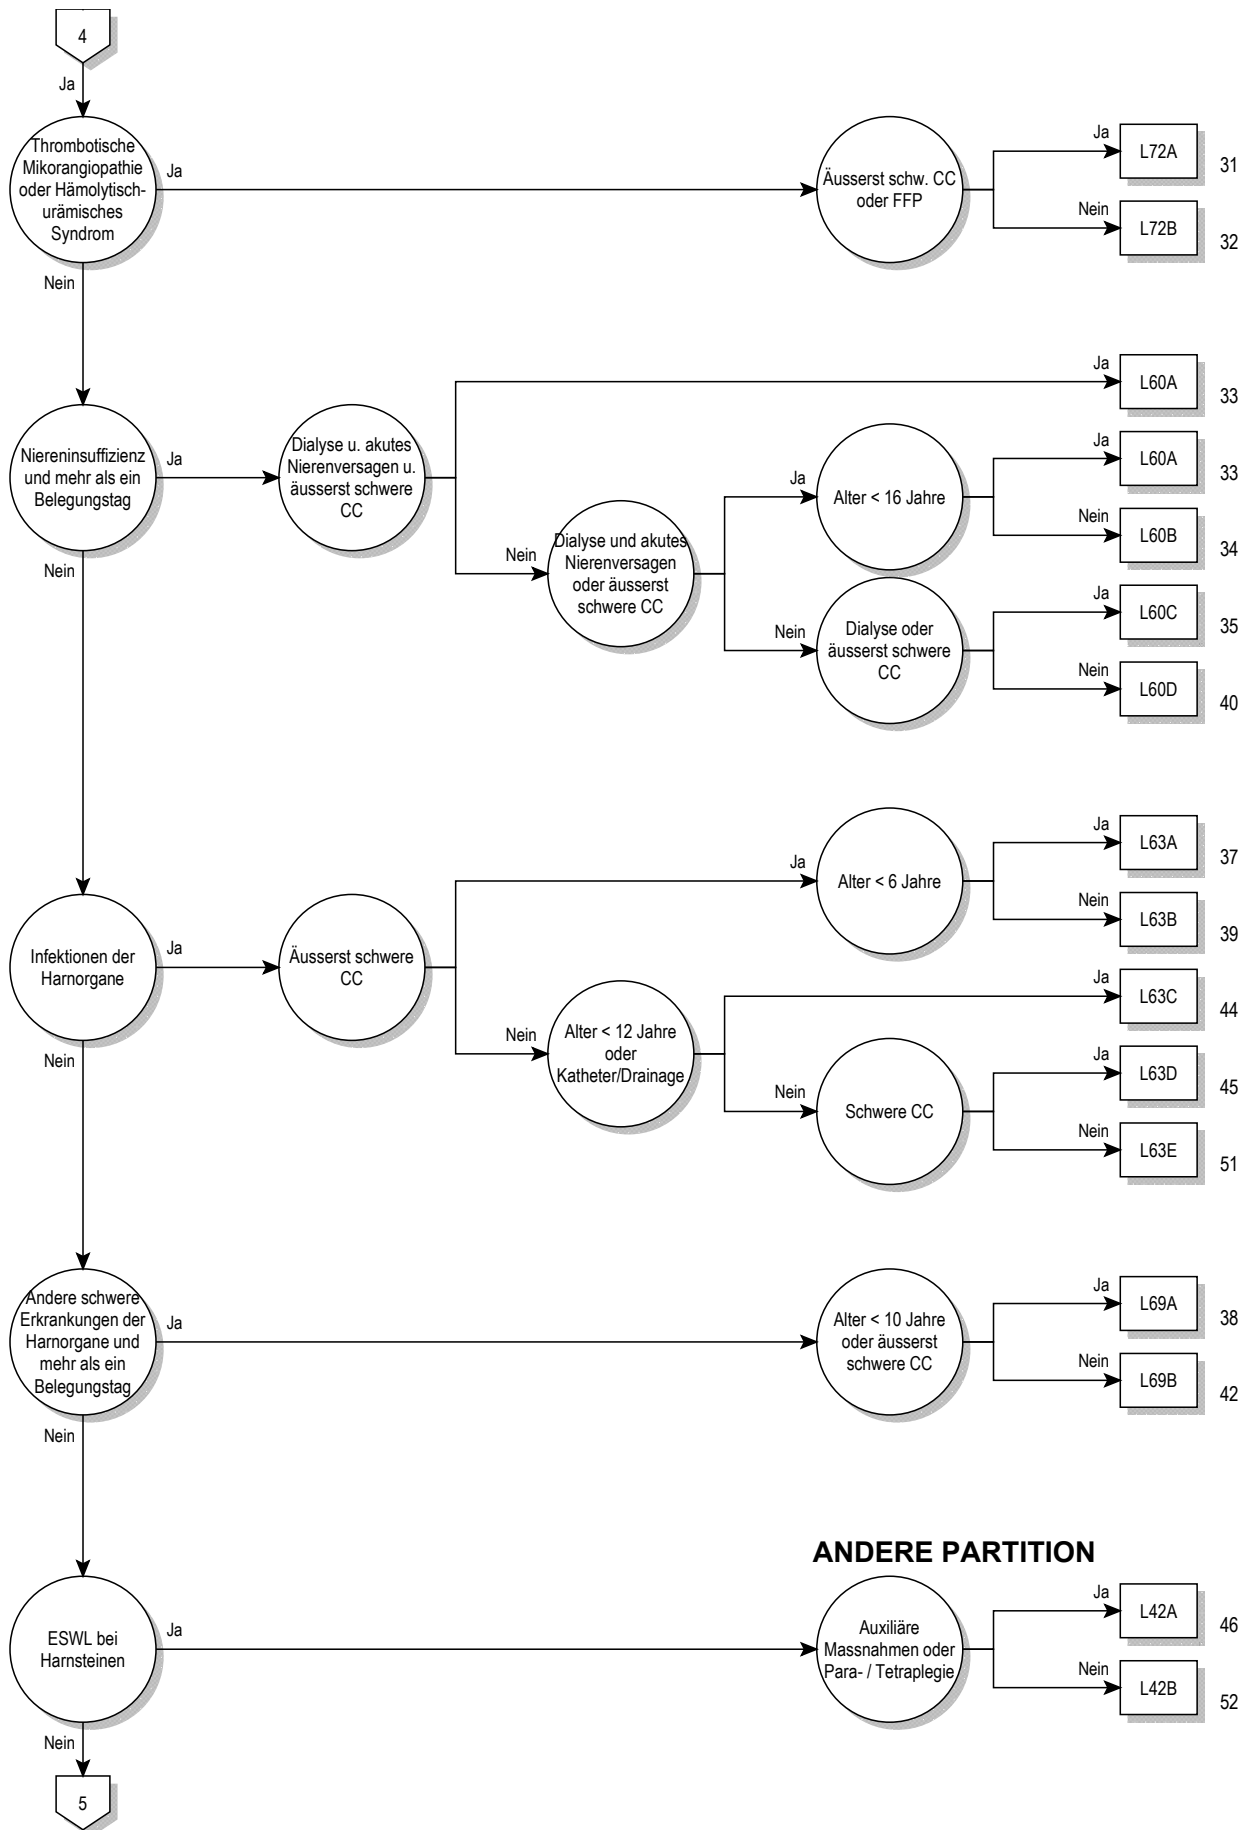 4
Ja
Thrombotische
Mikorangiopathie
oder Hämolytisch-
urämisches
Syndrom
Ja
Äusserst schw. CC
oder FFP
Ja
L72A
31
Nein
L72B
32
Nein
Niereninsuffizienz
und mehr als ein
Belegungstag
Ja
Dialyse u. akutes
Nierenversagen u.
äusserst schwere
CC
Ja
L60A
33
Nein
Dialyse und akutes
Nierenversagen
oder äusserst
schwere CC
Ja
Alter < 16 Jahre
Ja
L60A
33
Nein
L60B
34
Nein
Dialyse oder
äusserst schwere
CC
Ja
L60C
35
Nein
L60D
40
Nein
Infektionen der
Harnorgane
Ja
Äusserst schwere
CC
Ja
Alter < 6 Jahre
Ja
L63A
37
Nein
L63B
39
Nein
Alter < 12 Jahre
oder
Katheter/Drainage
Ja
L63C
44
Nein
Schwere CC
Ja
L63D
45
Nein
L63E
51
Nein
Andere schwere
Erkrankungen der
Harnorgane und
mehr als ein
Belegungstag
Ja
Alter < 10 Jahre
oder äusserst
schwere CC
Ja
L69A
38
Nein
L69B
42
Nein
ANDERE PARTITION
ESWL bei
Harnsteinen
Ja
Auxiliäre
Massnahmen oder
Para- / Tetraplegie
Ja
L42A
46
Nein
L42B
52
Nein
5